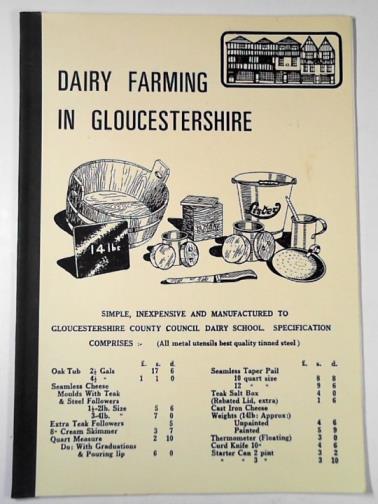 DAIRY FARMING
IN GLOUCESTERSHIRE
14lbs
SIMPLE, INEXPENSIVE AND MANUFACTURED TO
GLOUCESTERSHIRE COUNTY COUNCIL DAIRY SCHOOL. SPECIFICATION
COMPRISES :- (All metal utensils best quality tinned steel)
£. s. d.
Oak Tub 2½ Gals 17 6
4½ " 1 1 0
Seamless Cheese
Moulds With Teak
& Steel Followers
1½-2lb. Size 5 6
3-4lb. " 7 0
Extra Teak Followers 5
8" Cream Skimmer 3 7
Quart Measure 2 10
Do: With Graduations
& Pouring lip 6 0
£. s. d.
Seamless Taper Pail
10 quart size 8 8
12 " " 9 6
Teak Salt Box 4 0
(Rebated Lid, extra) 1 6
Cast Iron Cheese
Weights (14lb: Approx:)
Unpainted 4 6
Painted 5 9
Thermometer (Floating) 3 0
Curd Knife 10" 4 6
Starter Can 2 pint 3 2
" " 3 " 3 10